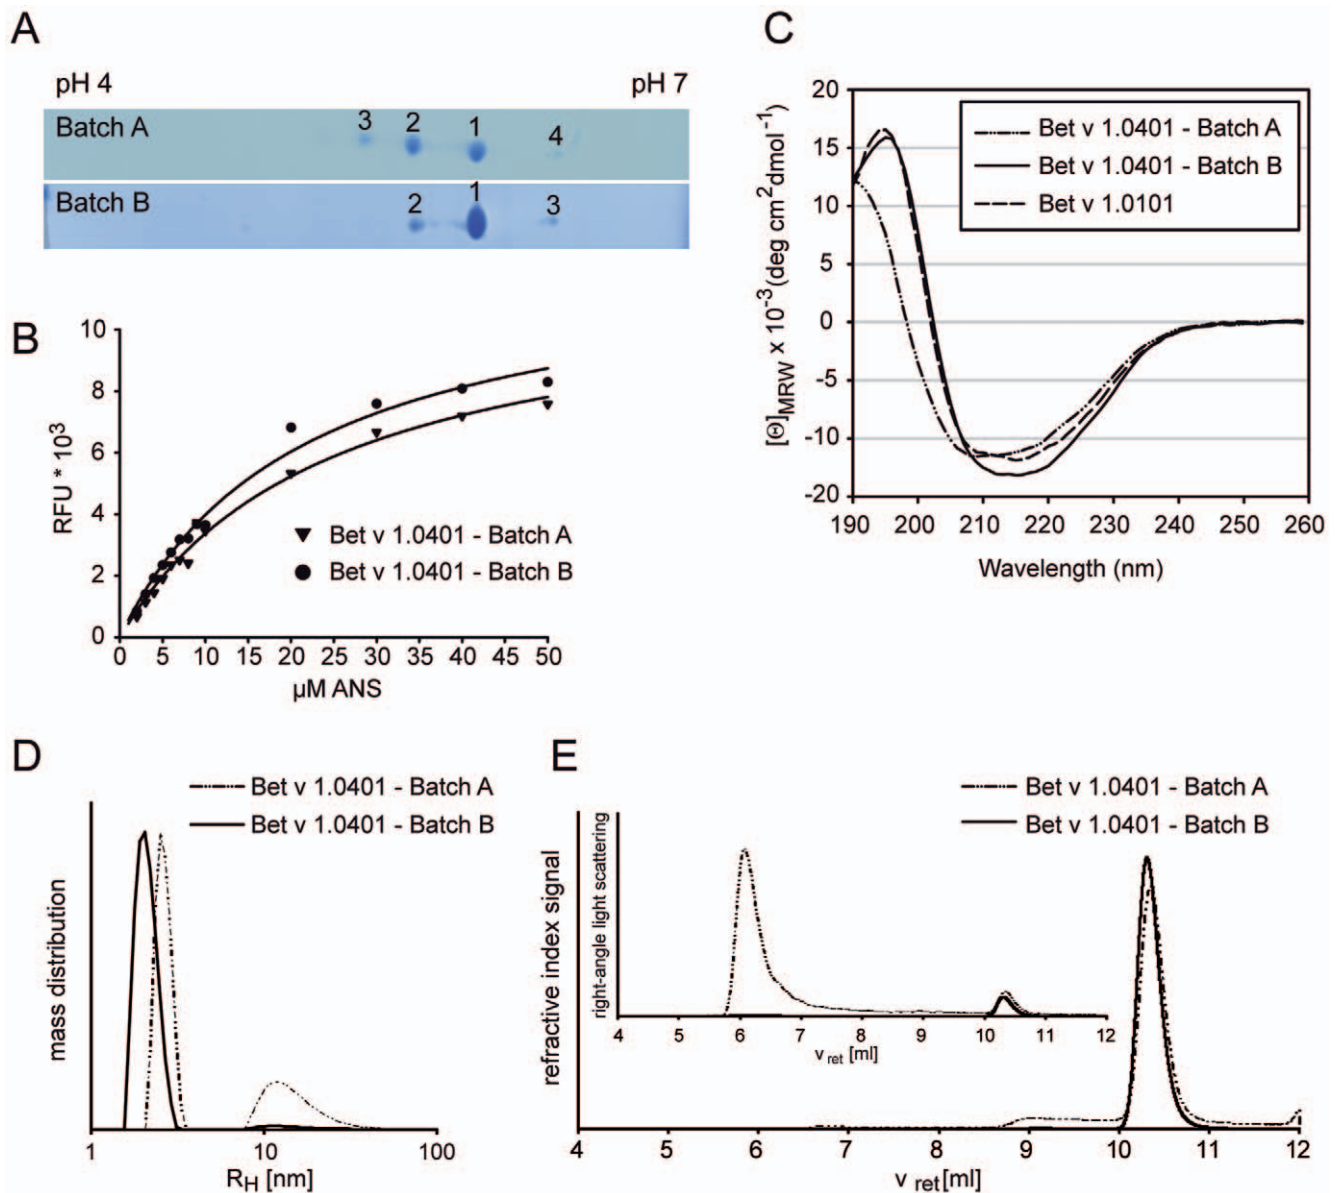 A
pH 4
pH 7
Batch A
3
2
1
4
Batch B
2
1
3
B
10
8
6
4
2
0
RFU * 10³
0
5
10
15
20
25
30
35
40
45
50
µM ANS
Bet v 1.0401 - Batch A
Bet v 1.0401 - Batch B
C
20
15
10
5
0
-5
-10
-15
-20
[Θ]MRW x 10⁻³ (deg cm² dmol⁻¹)
Bet v 1.0401 - Batch A
Bet v 1.0401 - Batch B
Bet v 1.0101
190
200
210
220
230
240
250
260
Wavelength (nm)
D
Bet v 1.0401 - Batch A
Bet v 1.0401 - Batch B
mass distribution
1
10
100
RH [nm]
E
Bet v 1.0401 - Batch A
Bet v 1.0401 - Batch B
refractive index signal
right-angle light scattering
4
5
6
7
8
9
10
11
12
v ret [ml]
4
5
6
7
8
9
10
11
12
v ret [ml]